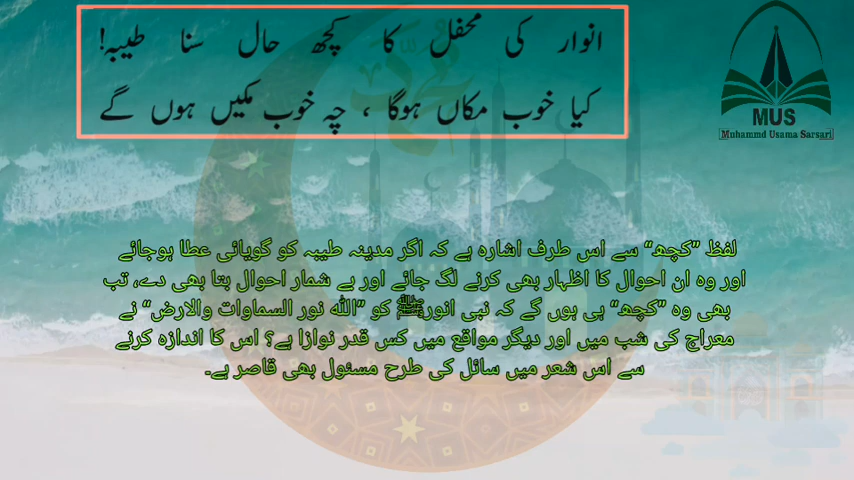 انوار کی محفل کا کچھ حال سنا طیبہ!
کیا خوب مکاں ہوگا ، چہ خوب مکیں ہوں گے
MUS
Muhammd Usama Sarsari
لفظ ”کچھ“ سے اس طرف اشارہ ہے کہ اگر مدینہ طیبہ کو گویائی عطا ہوجائے
اور وہ ان احوال کا اظہار بھی کرنے لگ جائے اور بے شمار احوال بتا بھی دے، تب
بھی وہ ”کچھ“ ہی ہوں گے کہ نبی انورﷺ کو ”اللہ نور السماوات والارض“ نے
معراج کی شب میں اور دیگر مواقع میں کس قدر نوازا ہے؟ اس کا اندازہ کرنے
سے اس شعر میں سائل کی طرح مسئول بھی قاصر ہے۔